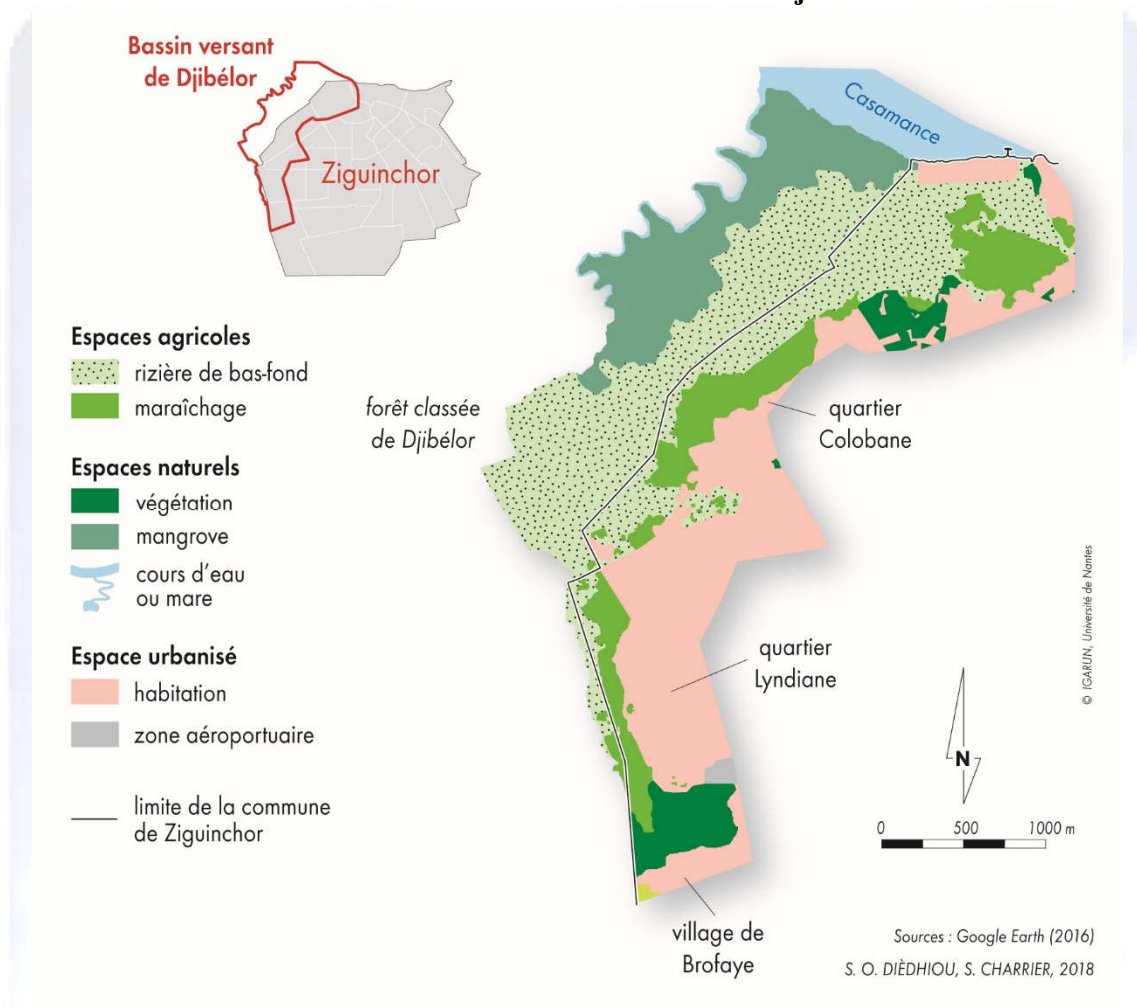 Bassin versant
de Djibélor
Ziguinchor
Casamance
Espaces agricoles
rizière de bas-fond
maraîchage
forêt classée
de Djibélor
quartier
Colobane
Espaces naturels
végétation
mangrove
cours d'eau
ou mare
Espace urbanisé
habitation
zone aéroportuaire
quartier
Lyndiane
limite de la commune
de Ziguinchor
N
0 500 1000 m
village de
Brofaye
© IGARUN, Université de Nantes
Sources : Google Earth (2016)
S. O. DIÈDHIOU, S. CHARRIER, 2018